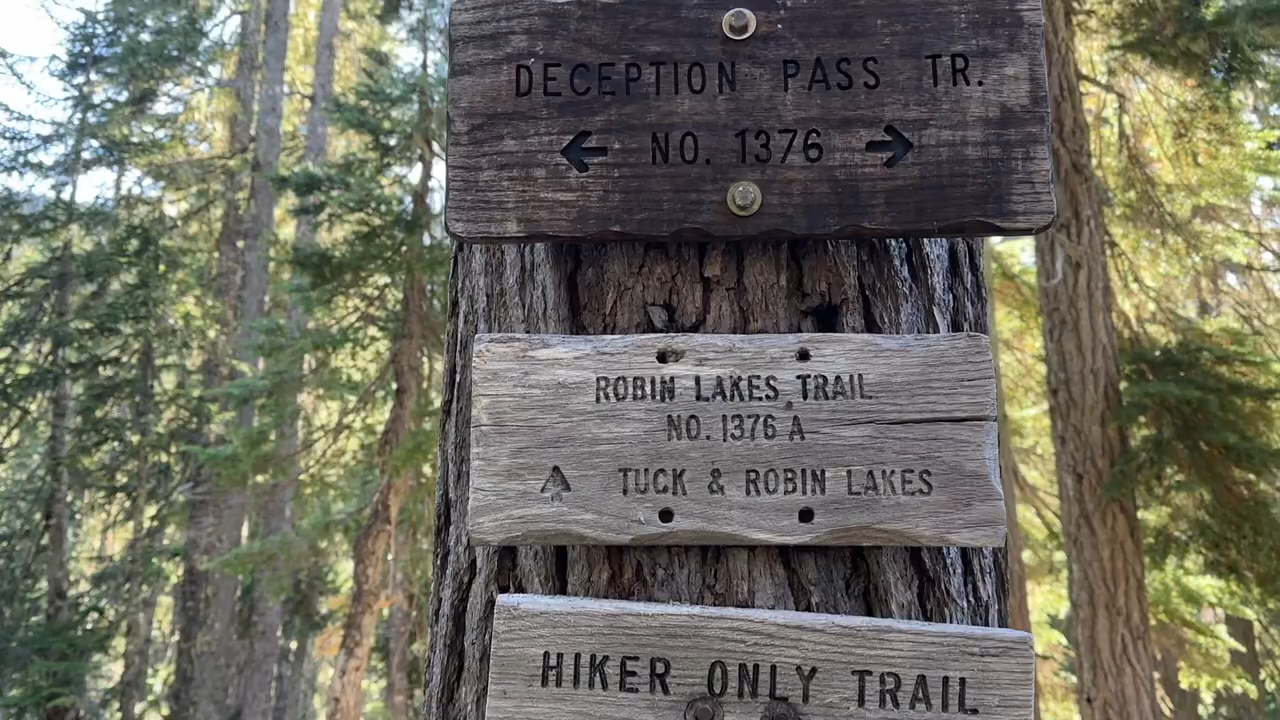 DECEPTION PASS TR.
← NO. 1376 →
ROBIN LAKES TRAIL
NO. 1376 A
↑ TUCK & ROBIN LAKES
HIKER ONLY TRAIL